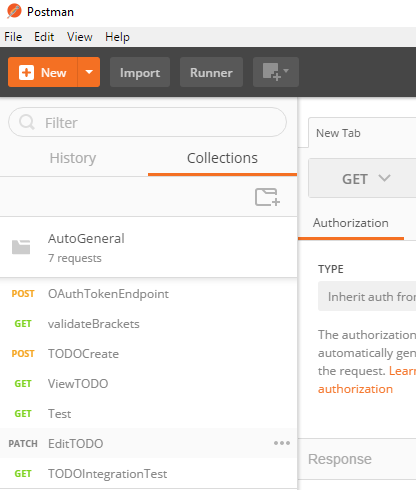 Postman
File Edit View Help
New Import Runner
Filter
History Collections
AutoGeneral
7 requests
POST OAuthTokenEndpoint
GET validateBrackets
POST TODOCreate
GET ViewTODO
GET Test
PATCH EditTODO
GET TODOIntegrationTest
New Tab
GET
Authorization
TYPE
Inherit auth from
The authorization
automatically gen
the request. Learn
authorization
Response